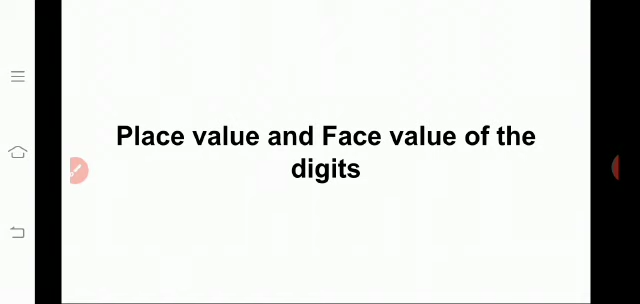 Place value and Face value of the
digits